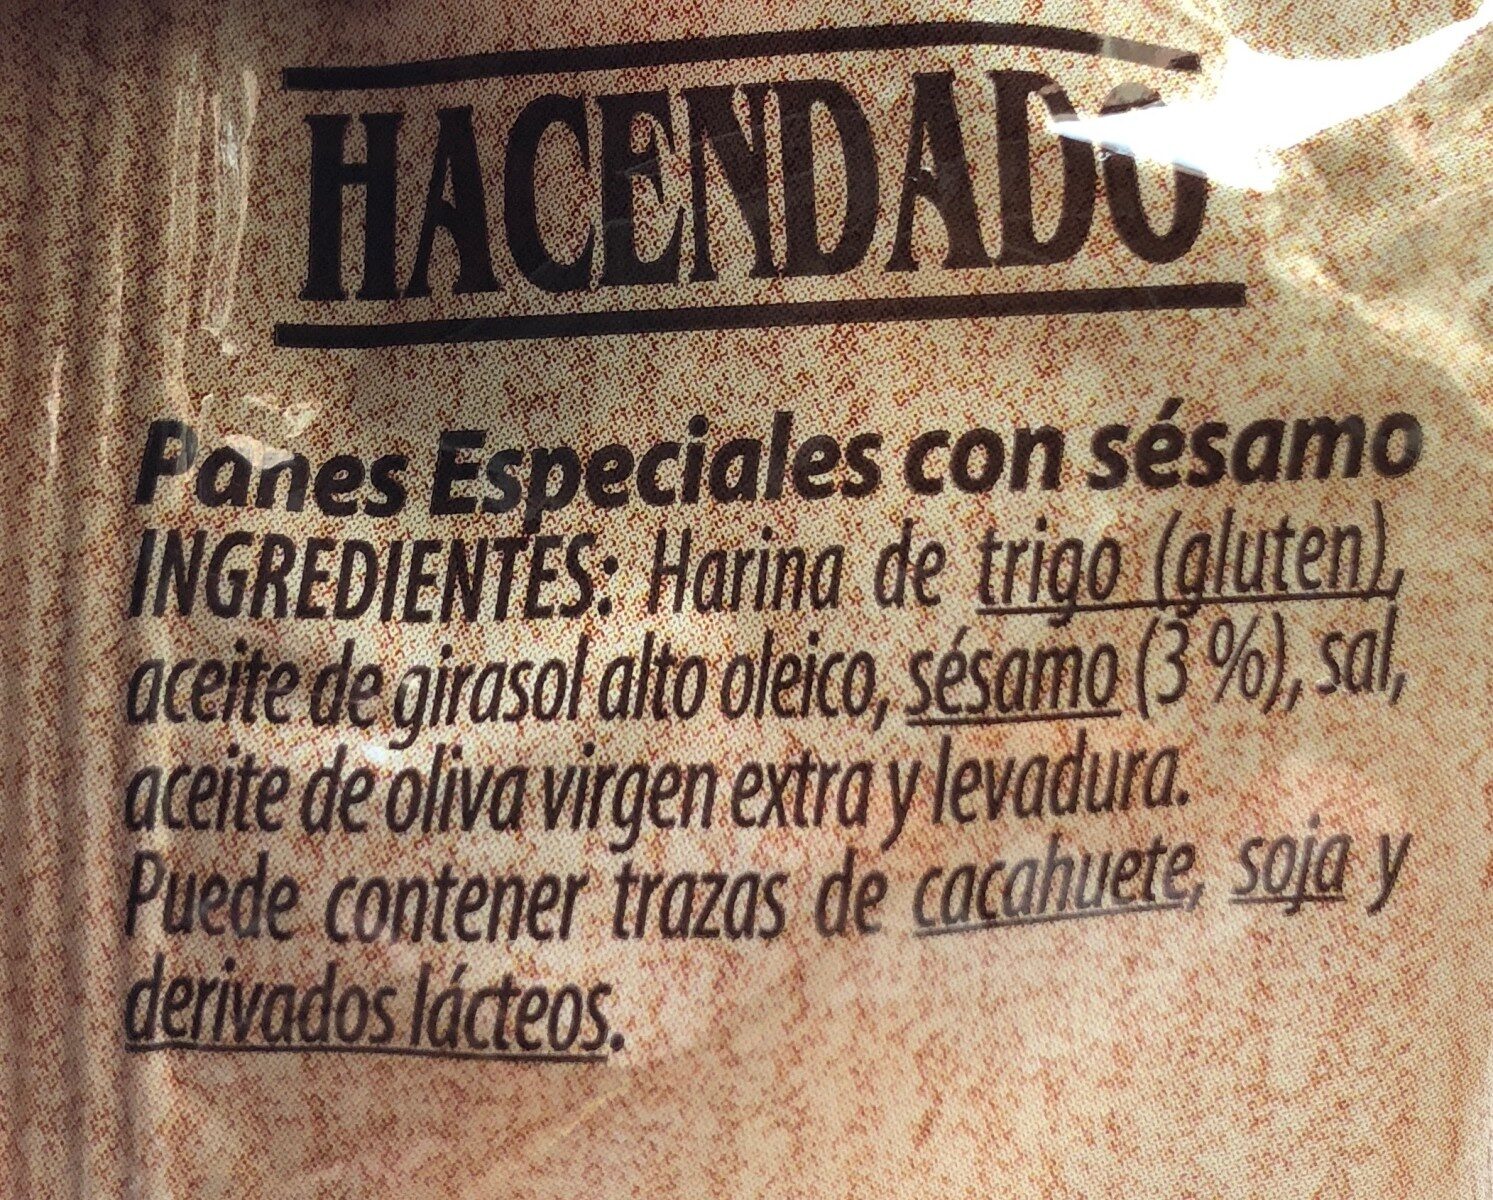 HACENDADO
Panes Especiales con sésamo
INGREDIENTES: Harina de trigo (gluten),
aceite de girasol alto oleico, sésamo (3 %), sal,
aceite de oliva virgen extra y levadura.
Puede contener trazas de cacahuete, soja y
derivados lácteos.